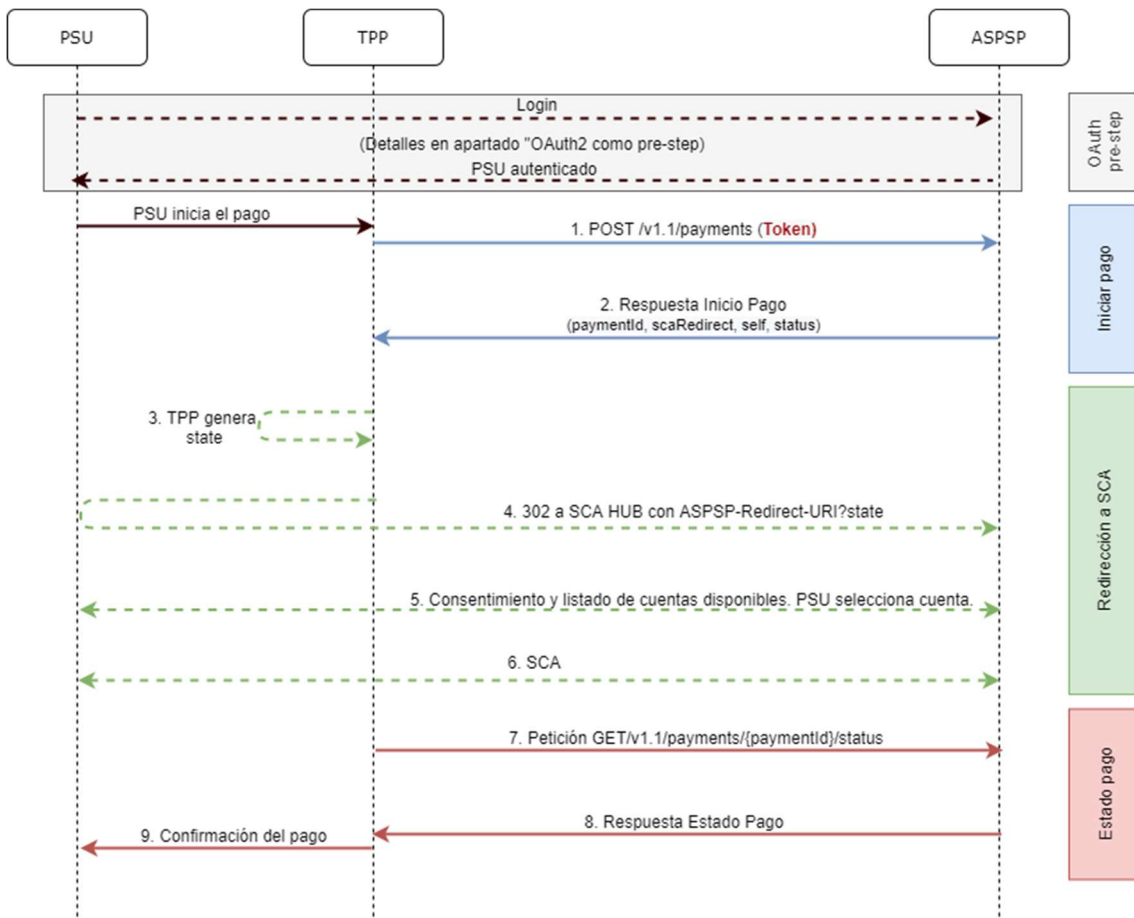 PSU
TPP
ASPSP
Login
(Detalles en apartado "OAuth2 como pre-step)
PSU autenticado
OAuth
pre-step
PSU inicia el pago
1. POST /v1.1/payments (Token)
2. Respuesta Inicio Pago
(paymentId, scaRedirect, self, status)
Iniciar pago
3. TPP genera
state
4. 302 a SCA HUB con ASPSP-Redirect-URI?state
5. Consentimiento y listado de cuentas disponibles. PSU selecciona cuenta.
6. SCA
Redirección a SCA
7. Petición GET/v1.1/payments/{paymentId}/status
8. Respuesta Estado Pago
9. Confirmación del pago
Estado pago